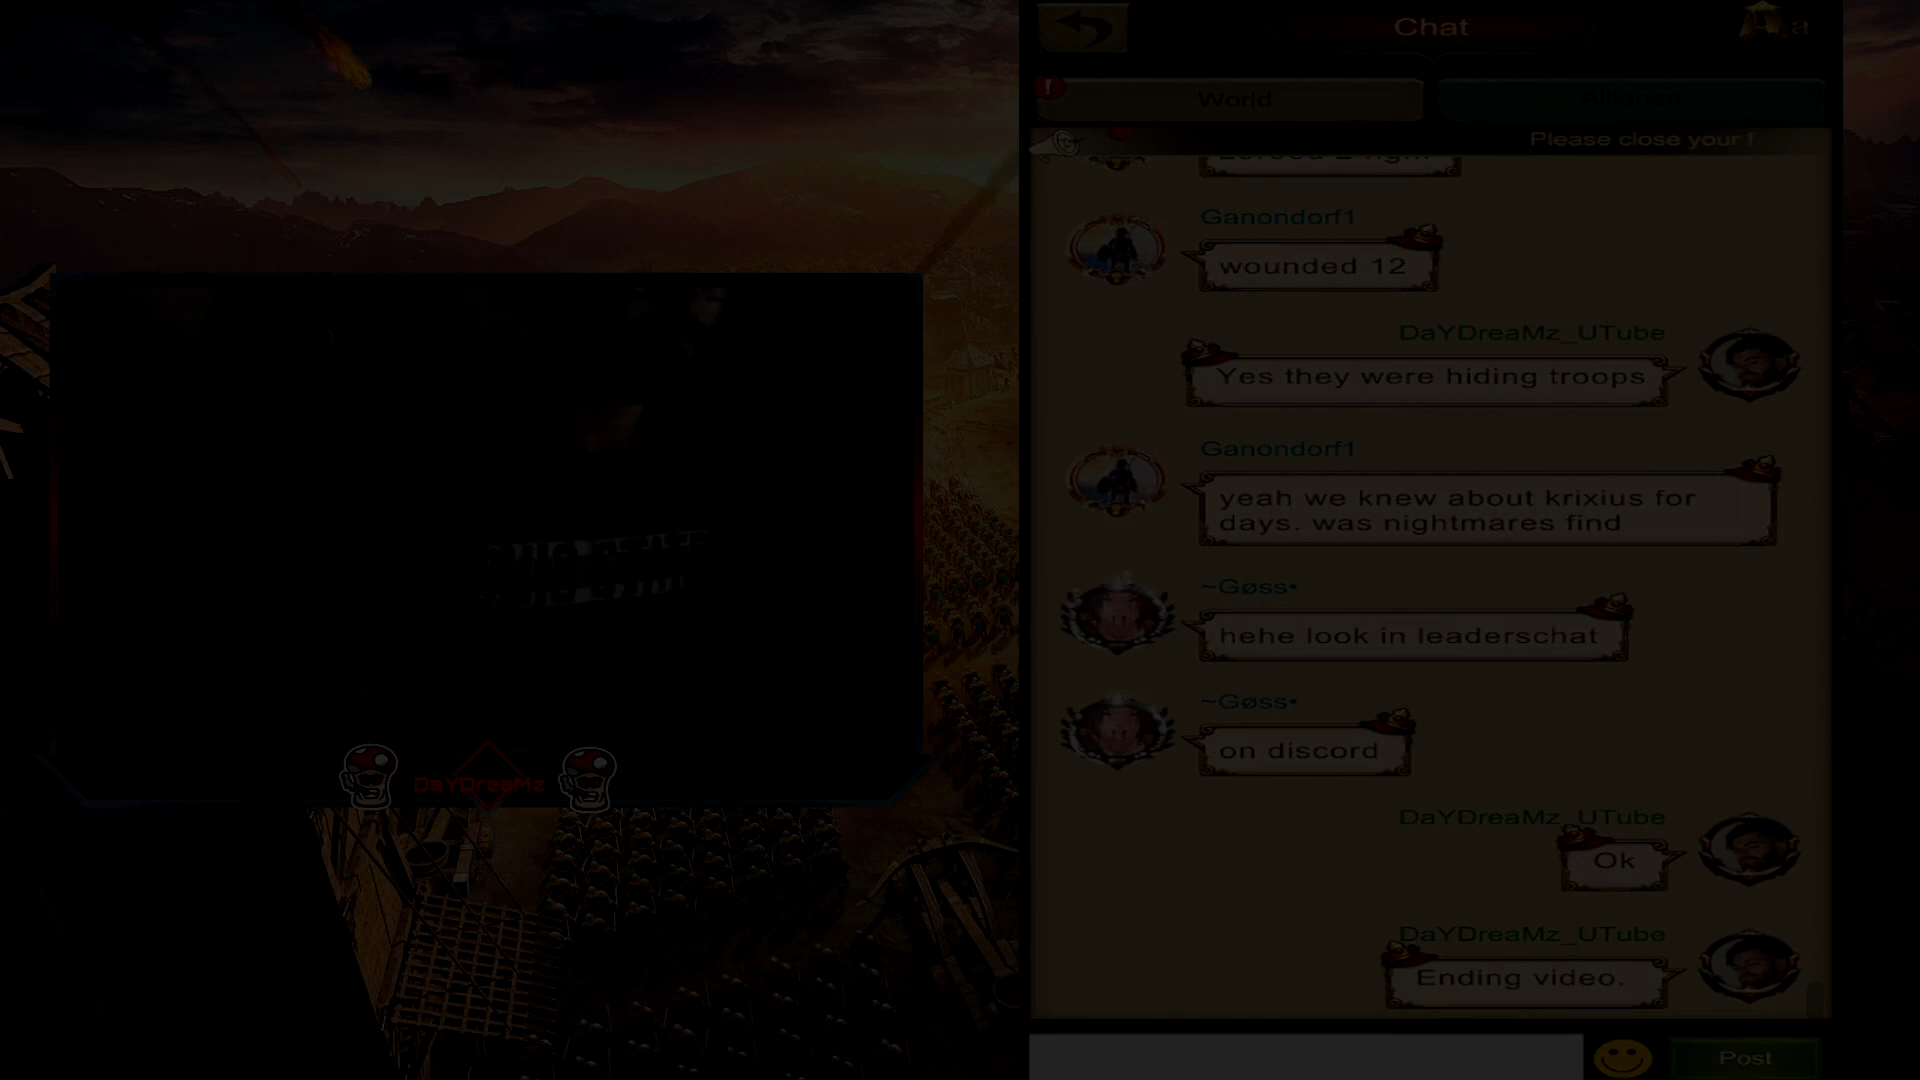 Chat
Aa
World
Alliance
Please close your f
Ganondorf1
wounded 12
DaYDreaMz_UTube
Yes they were hiding troops
Ganondorf1
yeah we knew about krixius for
days. was nightmares find
~Gøss•
hehe look in leaderschat
~Gøss•
on discord
DaYDreaMz_UTube
Ok
DaYDreaMz_UTube
Ending video.
DaYDreaMz
Post